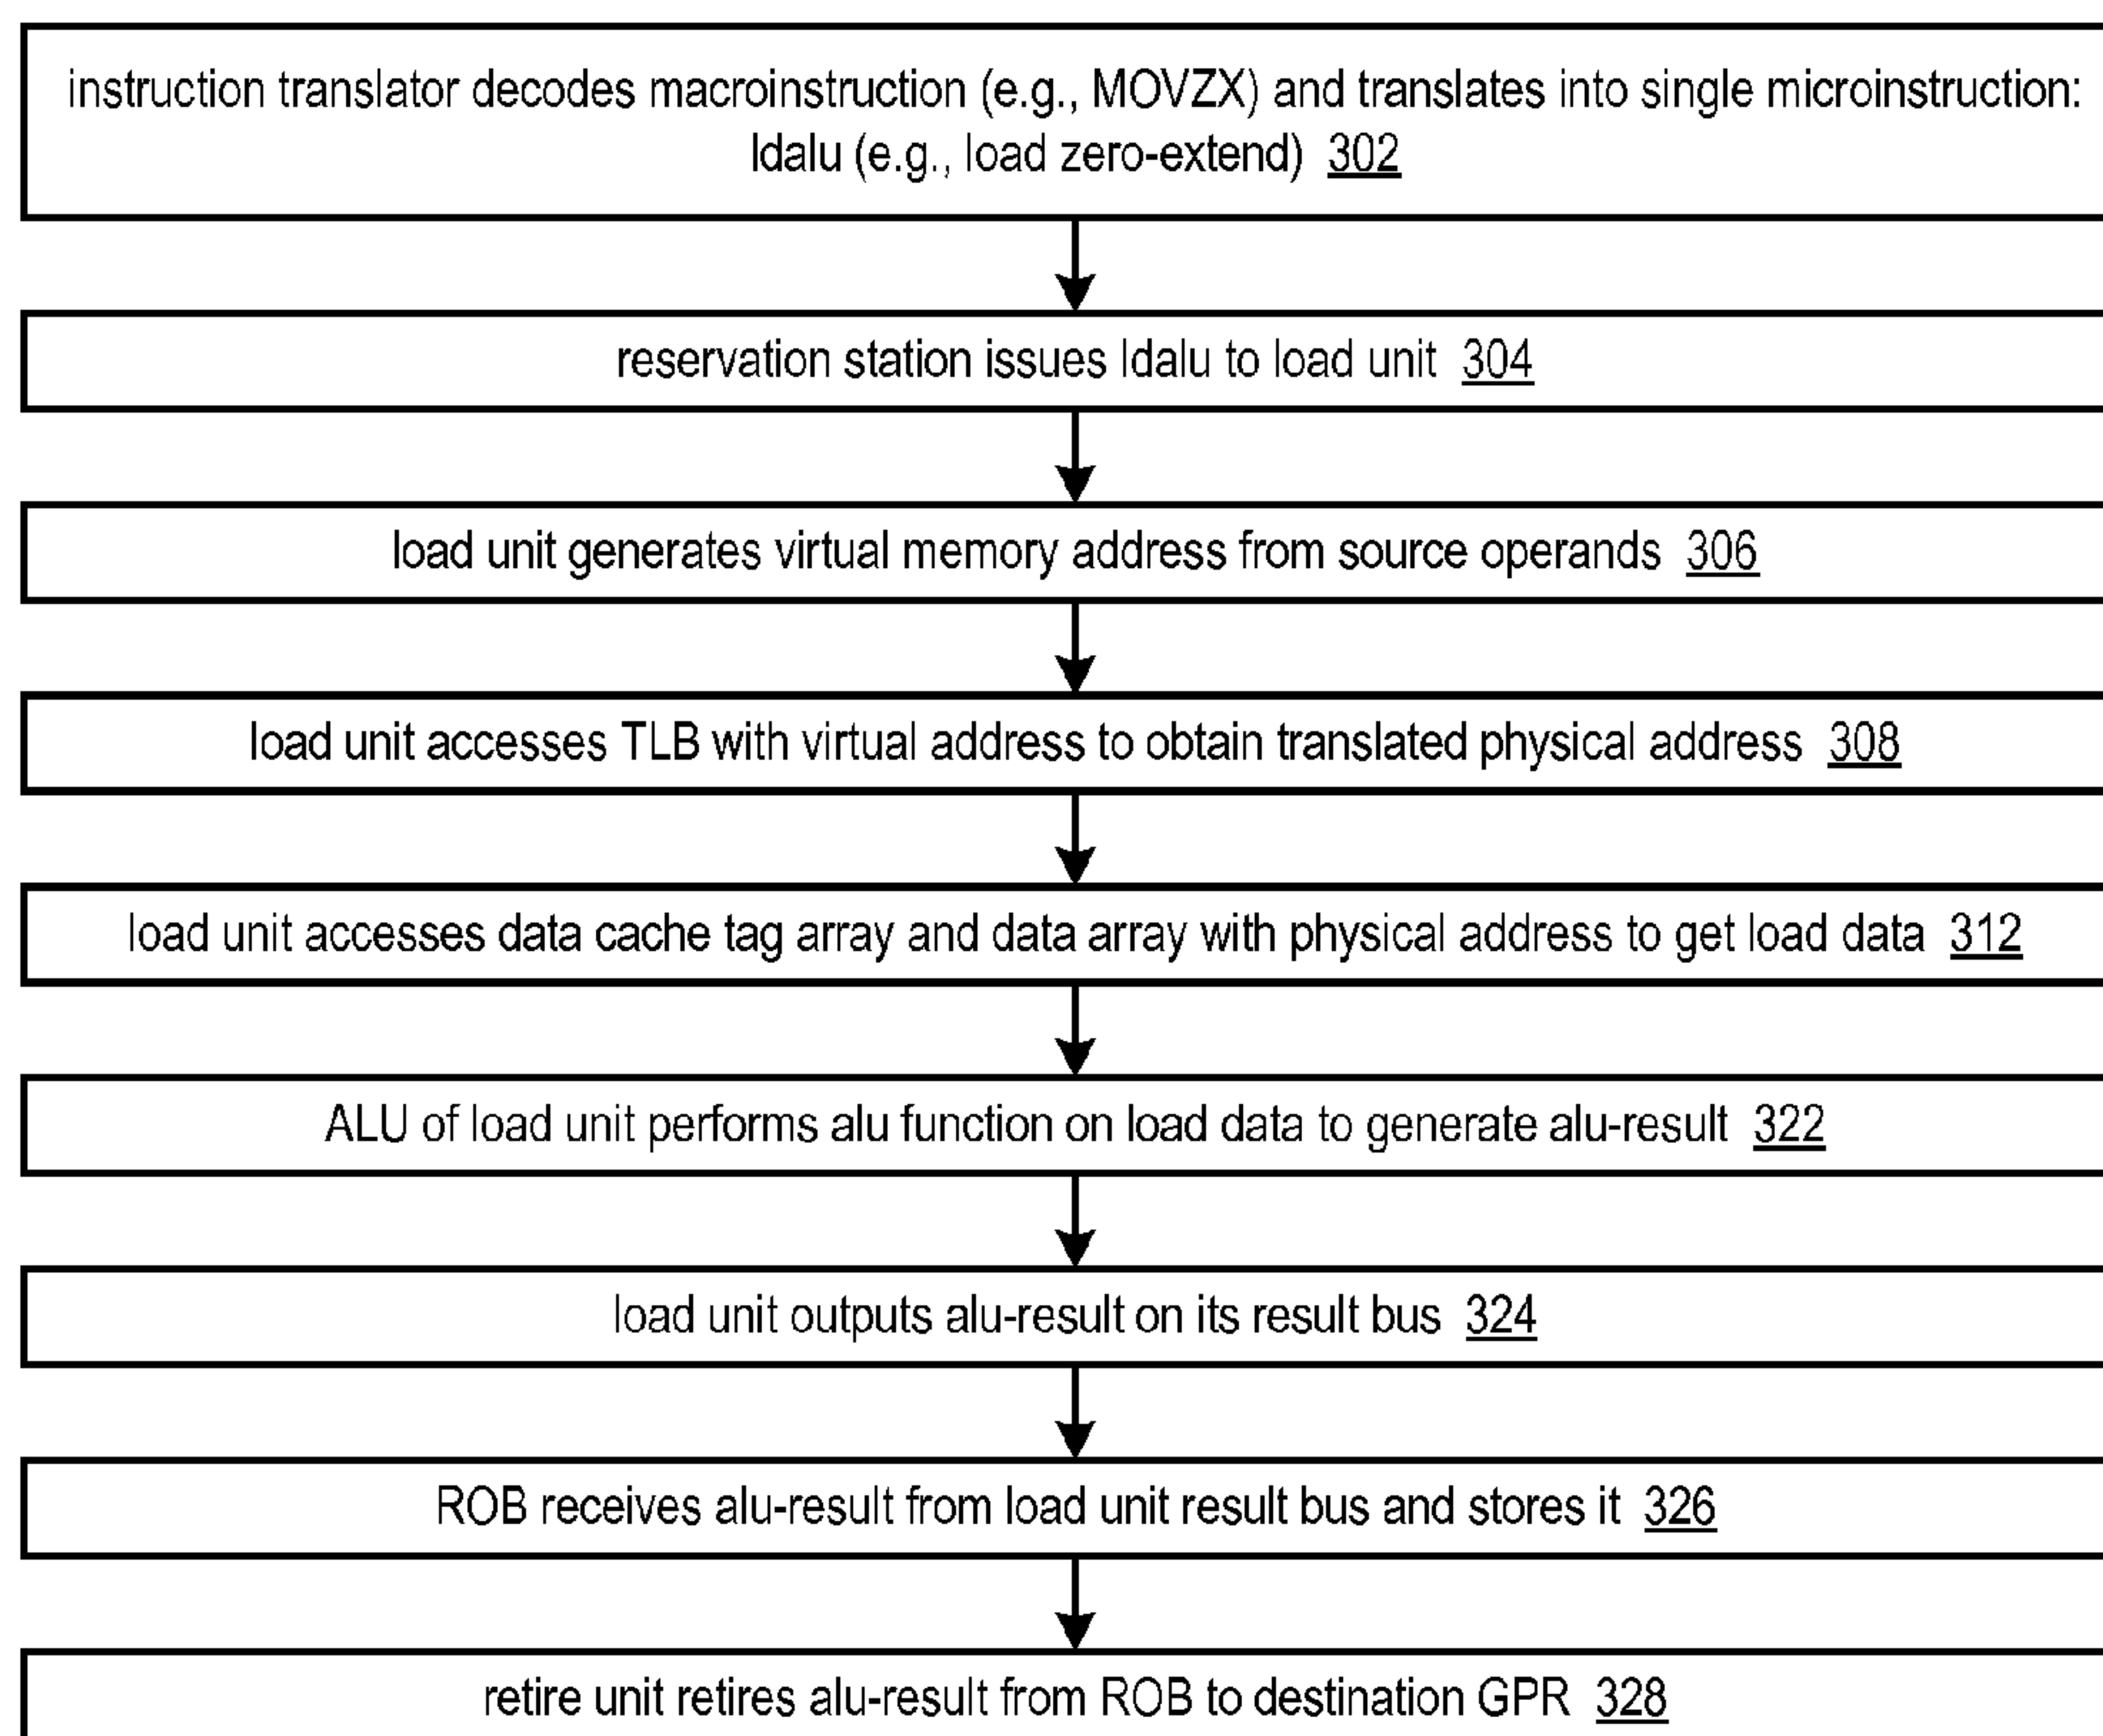 instruction translator decodes macroinstruction (e.g., MOVZX) and translates into single microinstruction:
ldalu (e.g., load zero-extend) 302
reservation station issues ldalu to load unit 304
load unit generates virtual memory address from source operands 306
load unit accesses TLB with virtual address to obtain translated physical address 308
load unit accesses data cache tag array and data array with physical address to get load data 312
ALU of load unit performs alu function on load data to generate alu-result 322
load unit outputs alu-result on its result bus 324
ROB receives alu-result from load unit result bus and stores it 326
retire unit retires alu-result from ROB to destination GPR 328